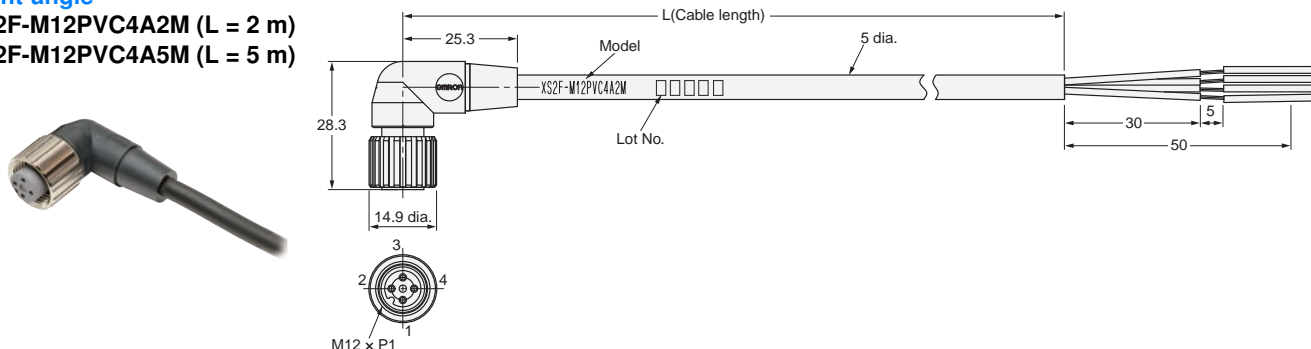 nt-angle
2F-M12PVC4A2M (L = 2 m)
2F-M12PVC4A5M (L = 5 m)
L(Cable length)
25.3
Model
5 dia.
OMRON
XS2F-M12PVC4A2M
28.3
Lot No.
30
5
50
14.9 dia.
3
2
4
1
M12 × P1